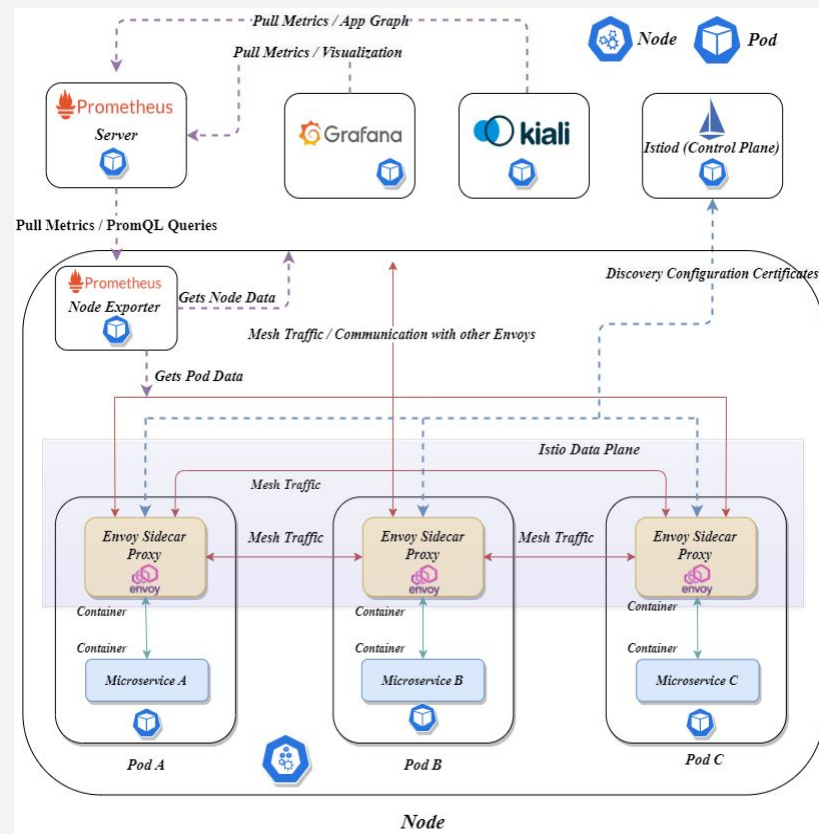 Pull Metrics / App Graph
Node
Pod
Pull Metrics / Visualization
Prometheus
Server
Grafana
kiali
Istiod (Control Plane)
Pull Metrics / PromQL Queries
Discovery Configuration Certificates
Prometheus
Node Exporter
Gets Node Data
Mesh Traffic / Communication with other Envoys
Gets Pod Data
Istio Data Plane
Mesh Traffic
Envoy Sidecar
Proxy
envoy
Mesh Traffic
Envoy Sidecar
Proxy
envoy
Mesh Traffic
Envoy Sidecar
Proxy
envoy
Container
Container
Container
Container
Container
Container
Microservice A
Microservice B
Microservice C
Pod A
Pod B
Pod C
Node